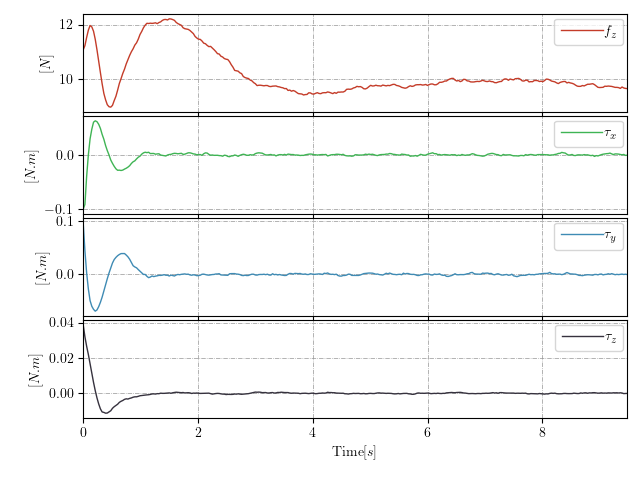 12
10
[N]
f_z
0.0
−0.1
[N.m]
τ_x
0.1
0.0
[N.m]
τ_y
0.04
0.02
0.00
[N.m]
τ_z
0 2 4 6 8
Time[s]